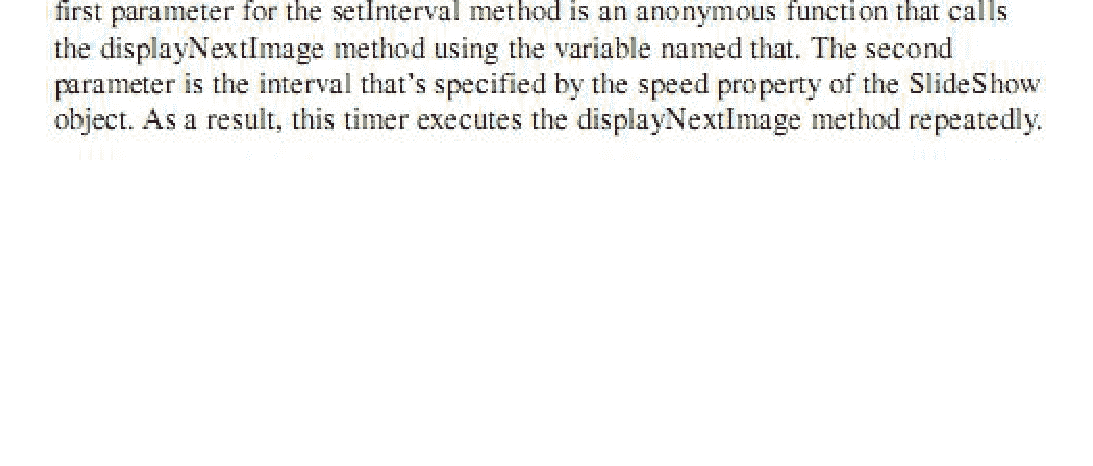 first parameter for the setInterval method is an anonymous function that calls
the displayNextImage method using the variable named that. The second
parameter is the interval that's specified by the speed property of the SlideShow
object. As a result, this timer executes the displayNextImage method repeatedly.